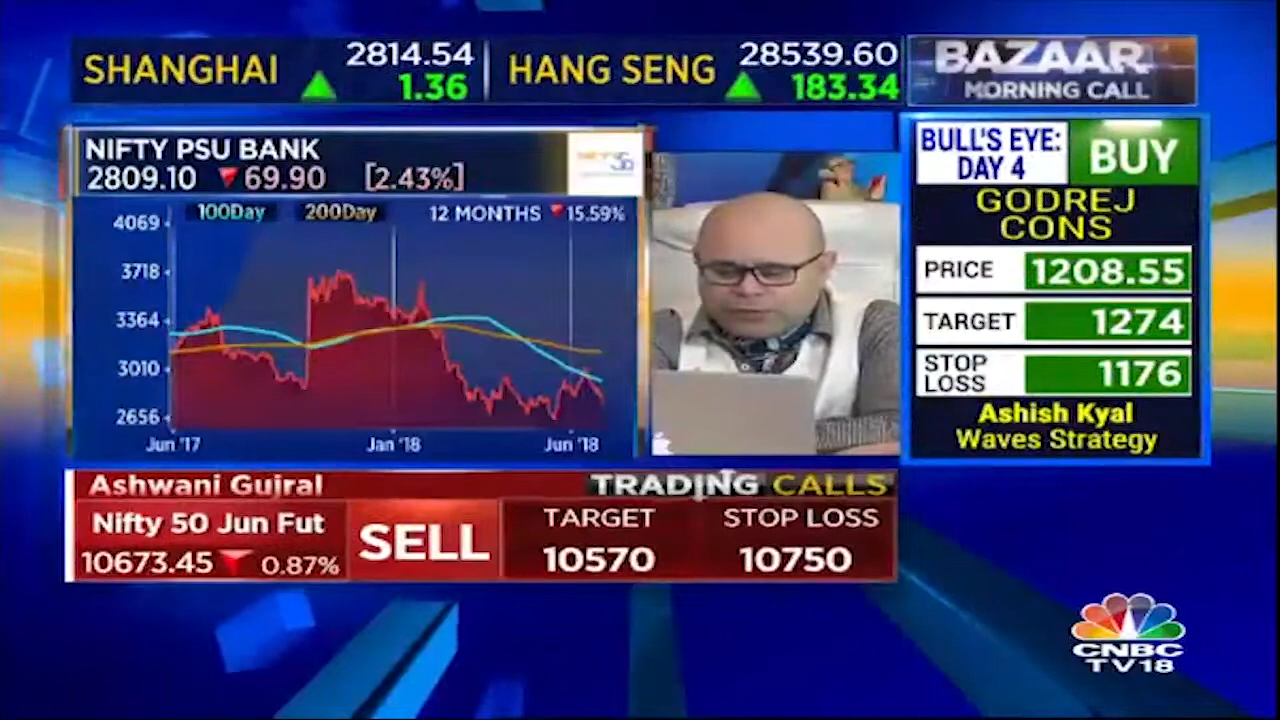 SHANGHAI
2814.54
1.36
HANG SENG
28539.60
183.34
BAZAAR
MORNING CALL
NIFTY PSU BANK
2809.10 69.90 [2.43%]
100Day 200Day 12 MONTHS 15.59%
4069
3718
3364
3010
2656
Jun '17 Jan '18 Jun '18
BULL'S EYE:
DAY 4
BUY
GODREJ
CONS
PRICE 1208.55
TARGET 1274
STOP
LOSS
1176
Ashish Kyal
Waves Strategy
Ashwani Gujral
TRADING CALLS
Nifty 50 Jun Fut
10673.45 0.87%
SELL
TARGET
10570
STOP LOSS
10750
CNBC
TV18